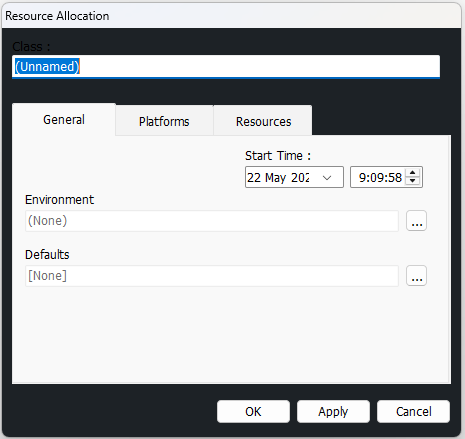 Resource Allocation
Class :
(Unnamed)
General Platforms Resources
Start Time :
22 May 202 9:09:58
Environment
(None) ...
Defaults
[None] ...
OK Apply Cancel